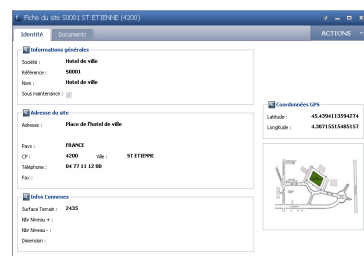 Fiche du site S0001 ST ETIENNE (4200)
Identité Documents ACTIONS
Informations générales
Société : Hotel de ville
Référence : S0001
Nom : Hotel de ville
Sous maintenance :
Coordonnées GPS
Latitude : 45.4394113594274
Longitude : 4.38715515485157
Adresse du site
Adresse : Place de l'hotel de ville
Pays : FRANCE
CP : 4200 Ville : ST ETIENNE
Téléphone : 04 77 11 12 00
Fax :
Infos Connexes
Surface Terrain : 2435
Nbr Niveau + :
Nbr Niveau - :
Dimension :